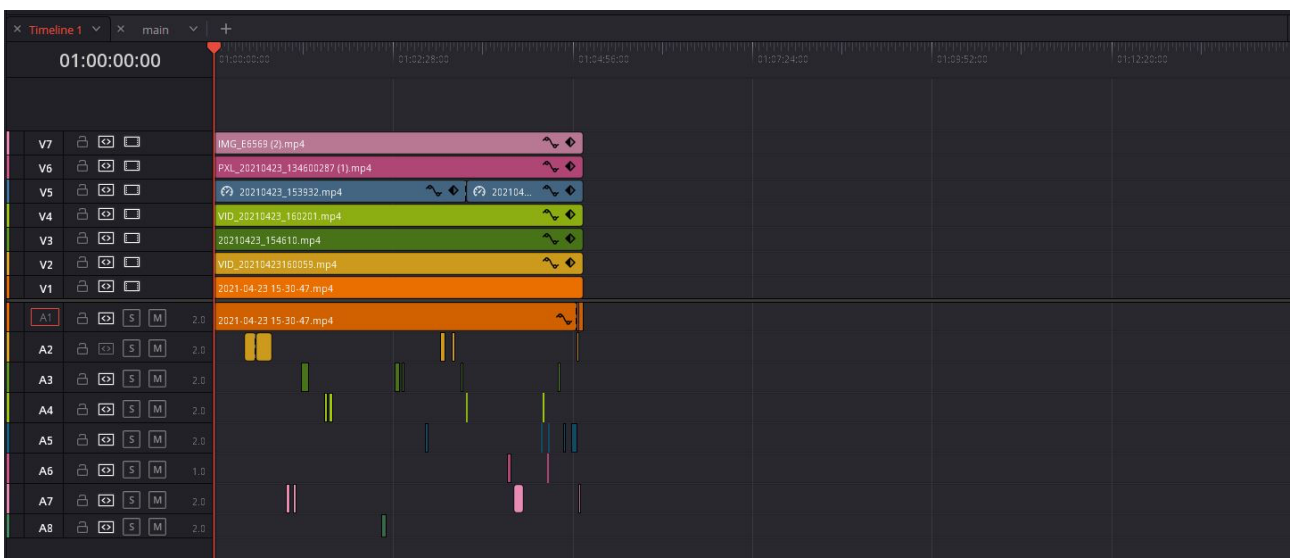 Timeline 1 main
01:00:00:00 01:00:00:00 01:02:28:00 01:04:56:00 01:07:24:00 01:09:52:00 01:12:20:00
V7 IMG_E6569 (2).mp4
V6 PXL_20210423_134600287 (1).mp4
V5 20210423_153932.mp4 202104...
V4 VID_20210423_160201.mp4
V3 20210423_154610.mp4
V2 VID_20210423160059.mp4
V1 2021-04-23 15-30-47.mp4
A1 S M 2.0 2021-04-23 15-30-47.mp4
A2 S M 2.0
A3 S M 2.0
A4 S M 2.0
A5 S M 2.0
A6 S M 1.0
A7 S M 2.0
A8 S M 2.0